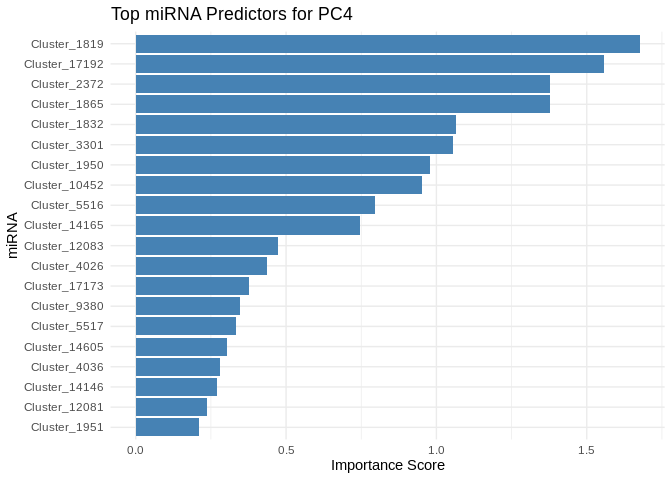 Top miRNA Predictors for PC4
Cluster_1819
Cluster_17192
Cluster_2372
Cluster_1865
Cluster_1832
Cluster_3301
Cluster_1950
Cluster_10452
Cluster_5516
Cluster_14165
Cluster_12083
Cluster_4026
Cluster_17173
Cluster_9380
Cluster_5517
Cluster_14605
Cluster_4036
Cluster_14146
Cluster_12081
Cluster_1951
miRNA
0.0 0.5 1.0 1.5
Importance Score